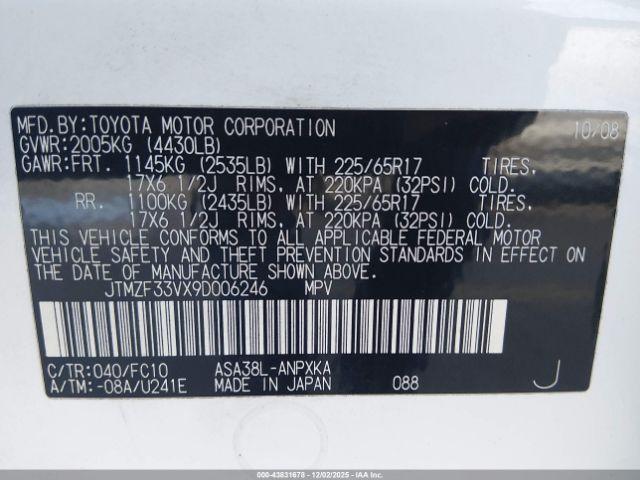 MFD.BY:TOYOTA MOTOR CORPORATION 10/08
GVWR:2005KG (4430LB)
GAWR:FRT. 1145KG (2535LB) WITH 225/65R17 TIRES,
17X6 1/2J RIMS, AT 220KPA (32PSI) COLD.
RR. 1100KG (2435LB) WITH 225/65R17 TIRES,
17X6 1/2J RIMS, AT 220KPA (32PSI) COLD.
THIS VEHICLE CONFORMS TO ALL APPLICABLE FEDERAL MOTOR
VEHICLE SAFETY AND THEFT PREVENTION STANDARDS IN EFFECT ON
THE DATE OF MANUFACTURE SHOWN ABOVE.
JTMZF33VX9D006246 MPV
C/TR:040/FC10 ASA38L-ANPXKA
A/TM:-08A/U241E MADE IN JAPAN 088 J
000-43831678 • 12/02/2025 • IAAI.COM